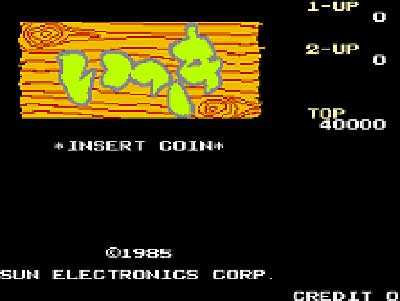 1-UP
0
いっき
2-UP
0
TOP
40000
*INSERT COIN*
©1985
SUN ELECTRONICS CORP.
CREDIT 0